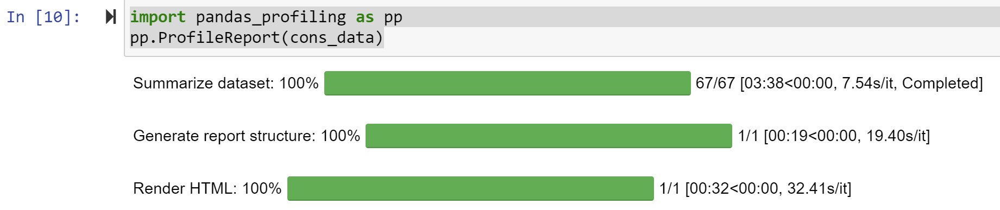 In [10]: import pandas_profiling as pp
pp.ProfileReport(cons_data)
Summarize dataset: 100% 67/67 [03:38<00:00, 7.54s/it, Completed]
Generate report structure: 100% 1/1 [00:19<00:00, 19.40s/it]
Render HTML: 100% 1/1 [00:32<00:00, 32.41s/it]